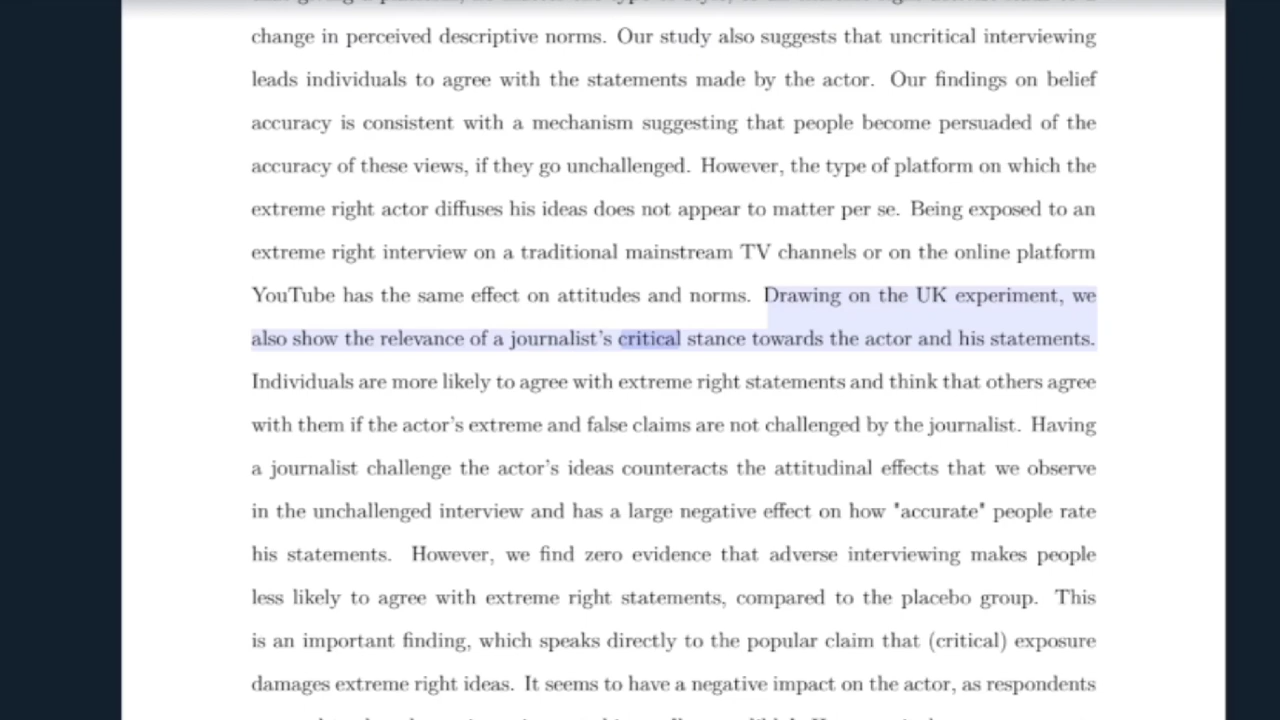 change in perceived descriptive norms. Our study also suggests that uncritical interviewing
leads individuals to agree with the statements made by the actor. Our findings on belief
accuracy is consistent with a mechanism suggesting that people become persuaded of the
accuracy of these views, if they go unchallenged. However, the type of platform on which the
extreme right actor diffuses his ideas does not appear to matter per se. Being exposed to an
extreme right interview on a traditional mainstream TV channels or on the online platform
YouTube has the same effect on attitudes and norms. Drawing on the UK experiment, we
also show the relevance of a journalist's critical stance towards the actor and his statements.
Individuals are more likely to agree with extreme right statements and think that others agree
with them if the actor's extreme and false claims are not challenged by the journalist. Having
a journalist challenge the actor's ideas counteracts the attitudinal effects that we observe
in the unchallenged interview and has a large negative effect on how "accurate" people rate
his statements. However, we find zero evidence that adverse interviewing makes people
less likely to agree with extreme right statements, compared to the placebo group. This
is an important finding, which speaks directly to the popular claim that (critical) exposure
damages extreme right ideas. It seems to have a negative impact on the actor, as respondents